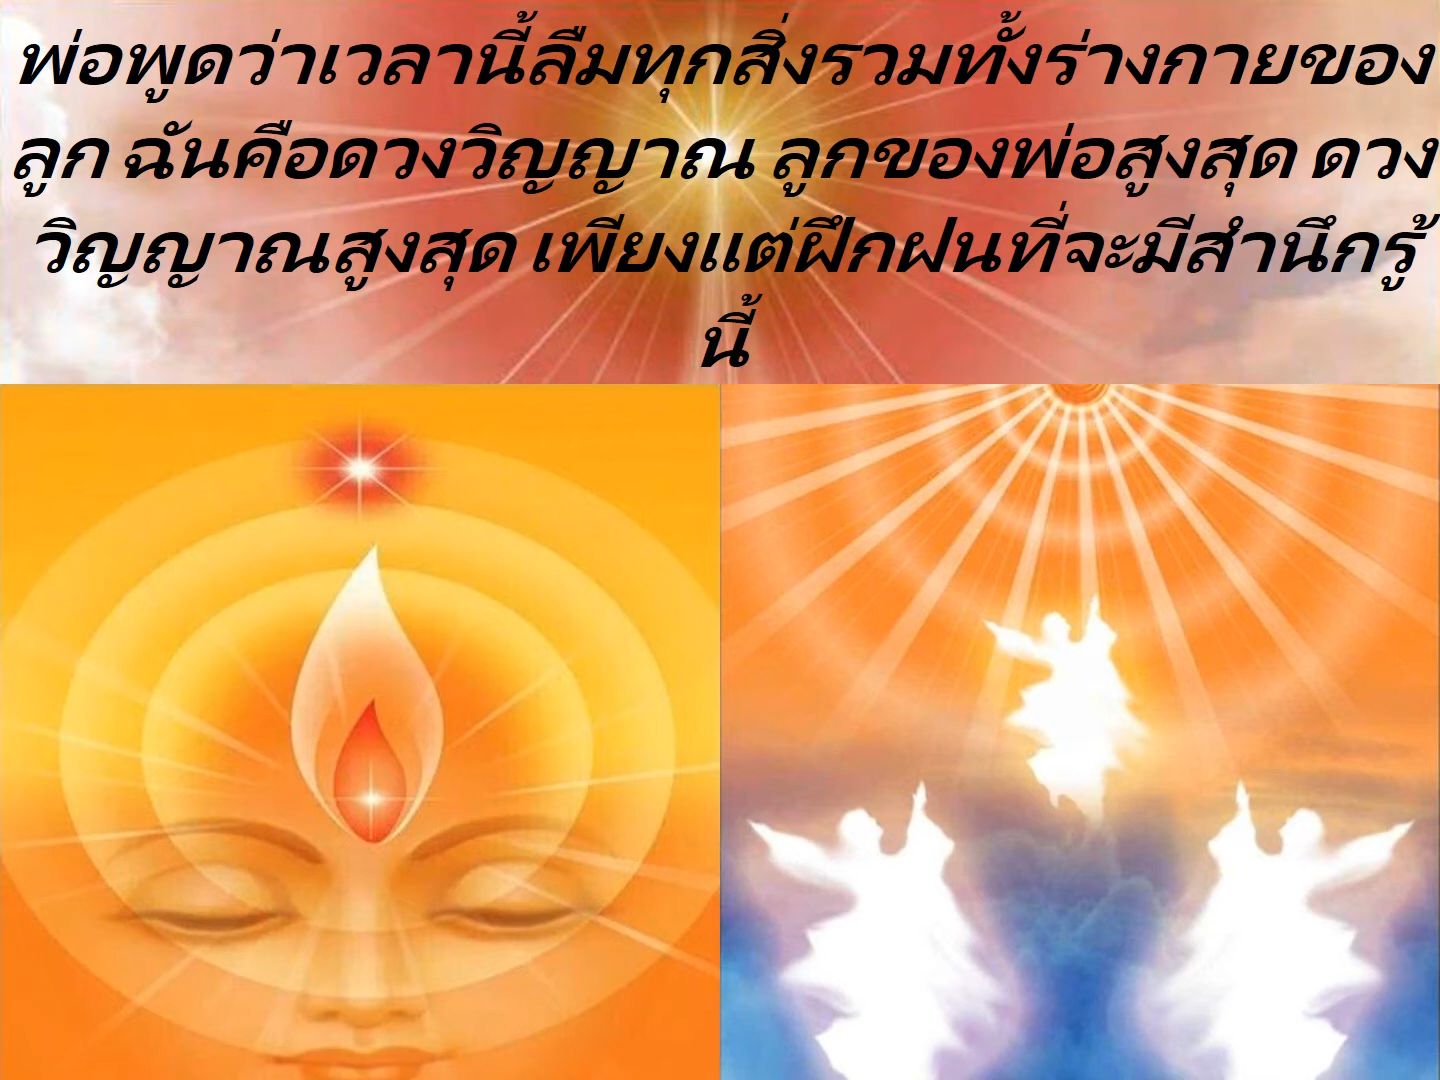 พ่อพูดว่าเวลานี้ลืมทุกสิ่งรวมทั้งร่างกายของ
ลูก ฉันคือดวงวิญญาณ ลูกของพ่อสูงสุด ดวง
วิญญาณสูงสุด เพียงแต่ฝึกฝนที่จะมีสำนึกรู้
นี้